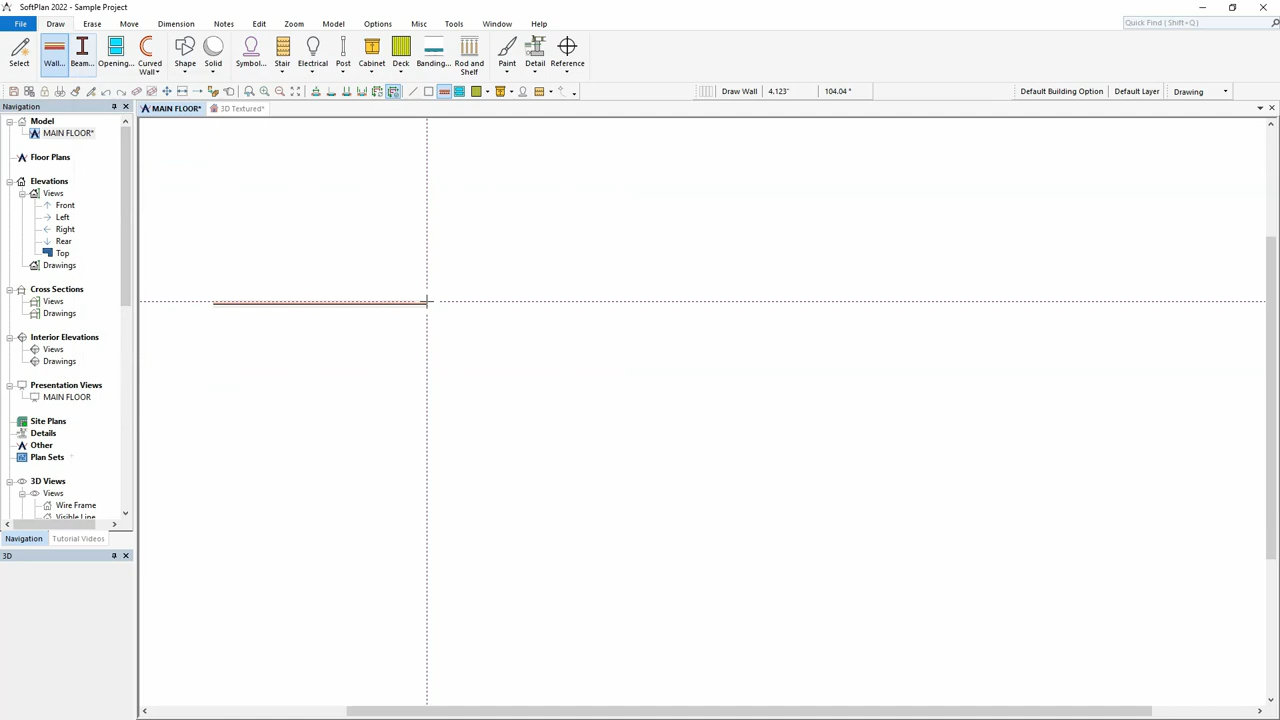 SoftPlan 2022 - Sample Project
File Draw Erase Move Dimension Notes Edit Zoom Model Options Misc Tools Window Help
Quick Find (Shift+Q)
Select Wall... Beam... Opening... Curved Wall▾ Shape Solid Symbol... Stair Electrical Post Cabinet Deck Banding... Rod and Shelf Paint Detail Reference
Draw Wall 4.123" 104.04° Default Building Option Default Layer Drawing
Navigation
MAIN FLOOR* 3D Textured*
Model
MAIN FLOOR*
Floor Plans
Elevations
Views
Front
Left
Right
Rear
Top
Drawings
Cross Sections
Views
Drawings
Interior Elevations
Views
Drawings
Presentation Views
MAIN FLOOR
Site Plans
Details
Other
Plan Sets
3D Views
Views
Wire Frame
Visible Line
Navigation Tutorial Videos
3D